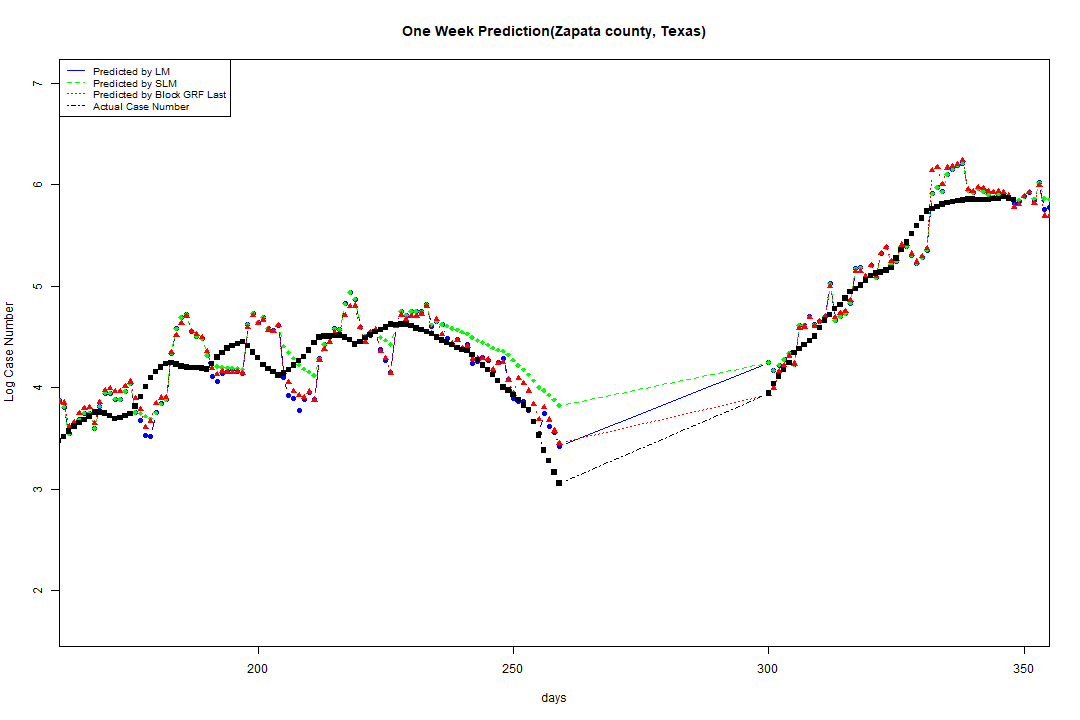 One Week Prediction(Zapata county, Texas)
Predicted by LM
Predicted by SLM
Predicted by Block GRF Last
Actual Case Number
7
6
5
4
3
2
Log Case Number
200
250
300
350
days